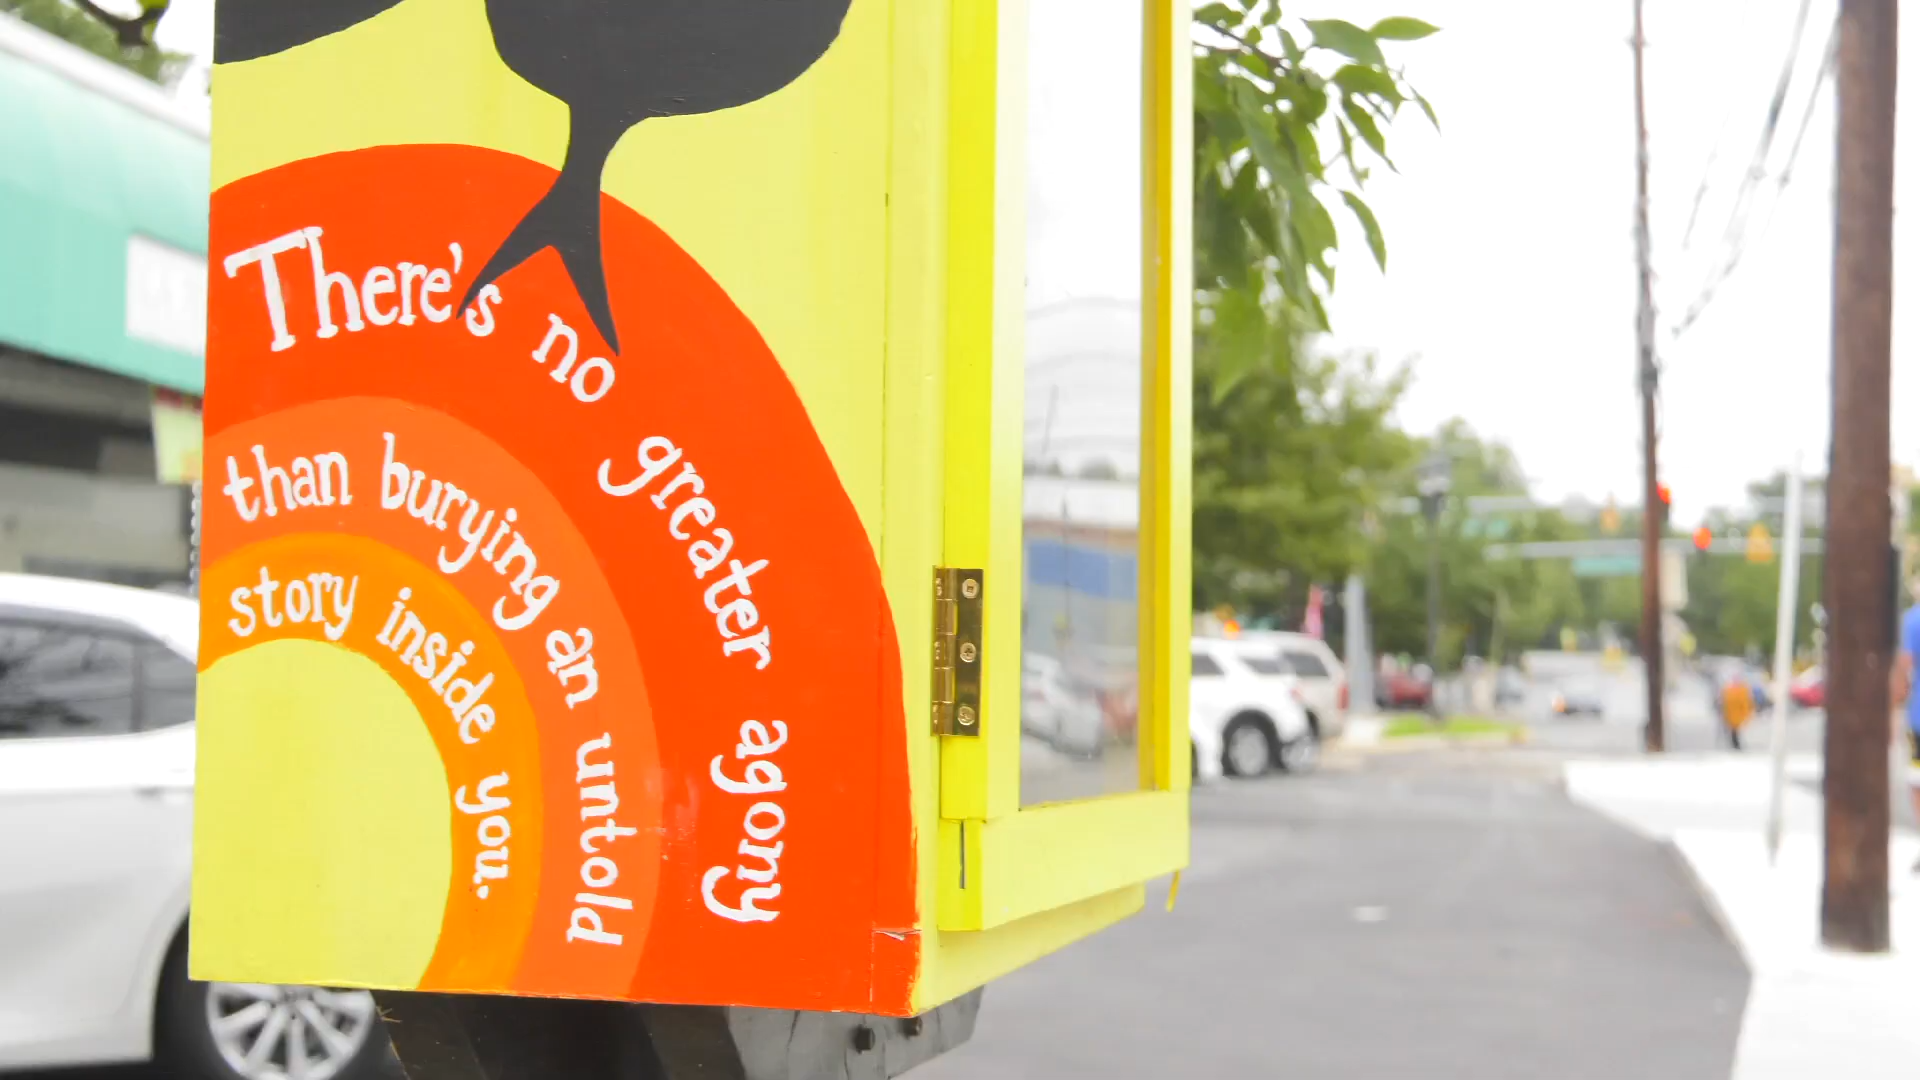 There's no greater agony
than burying an untold
story inside you.